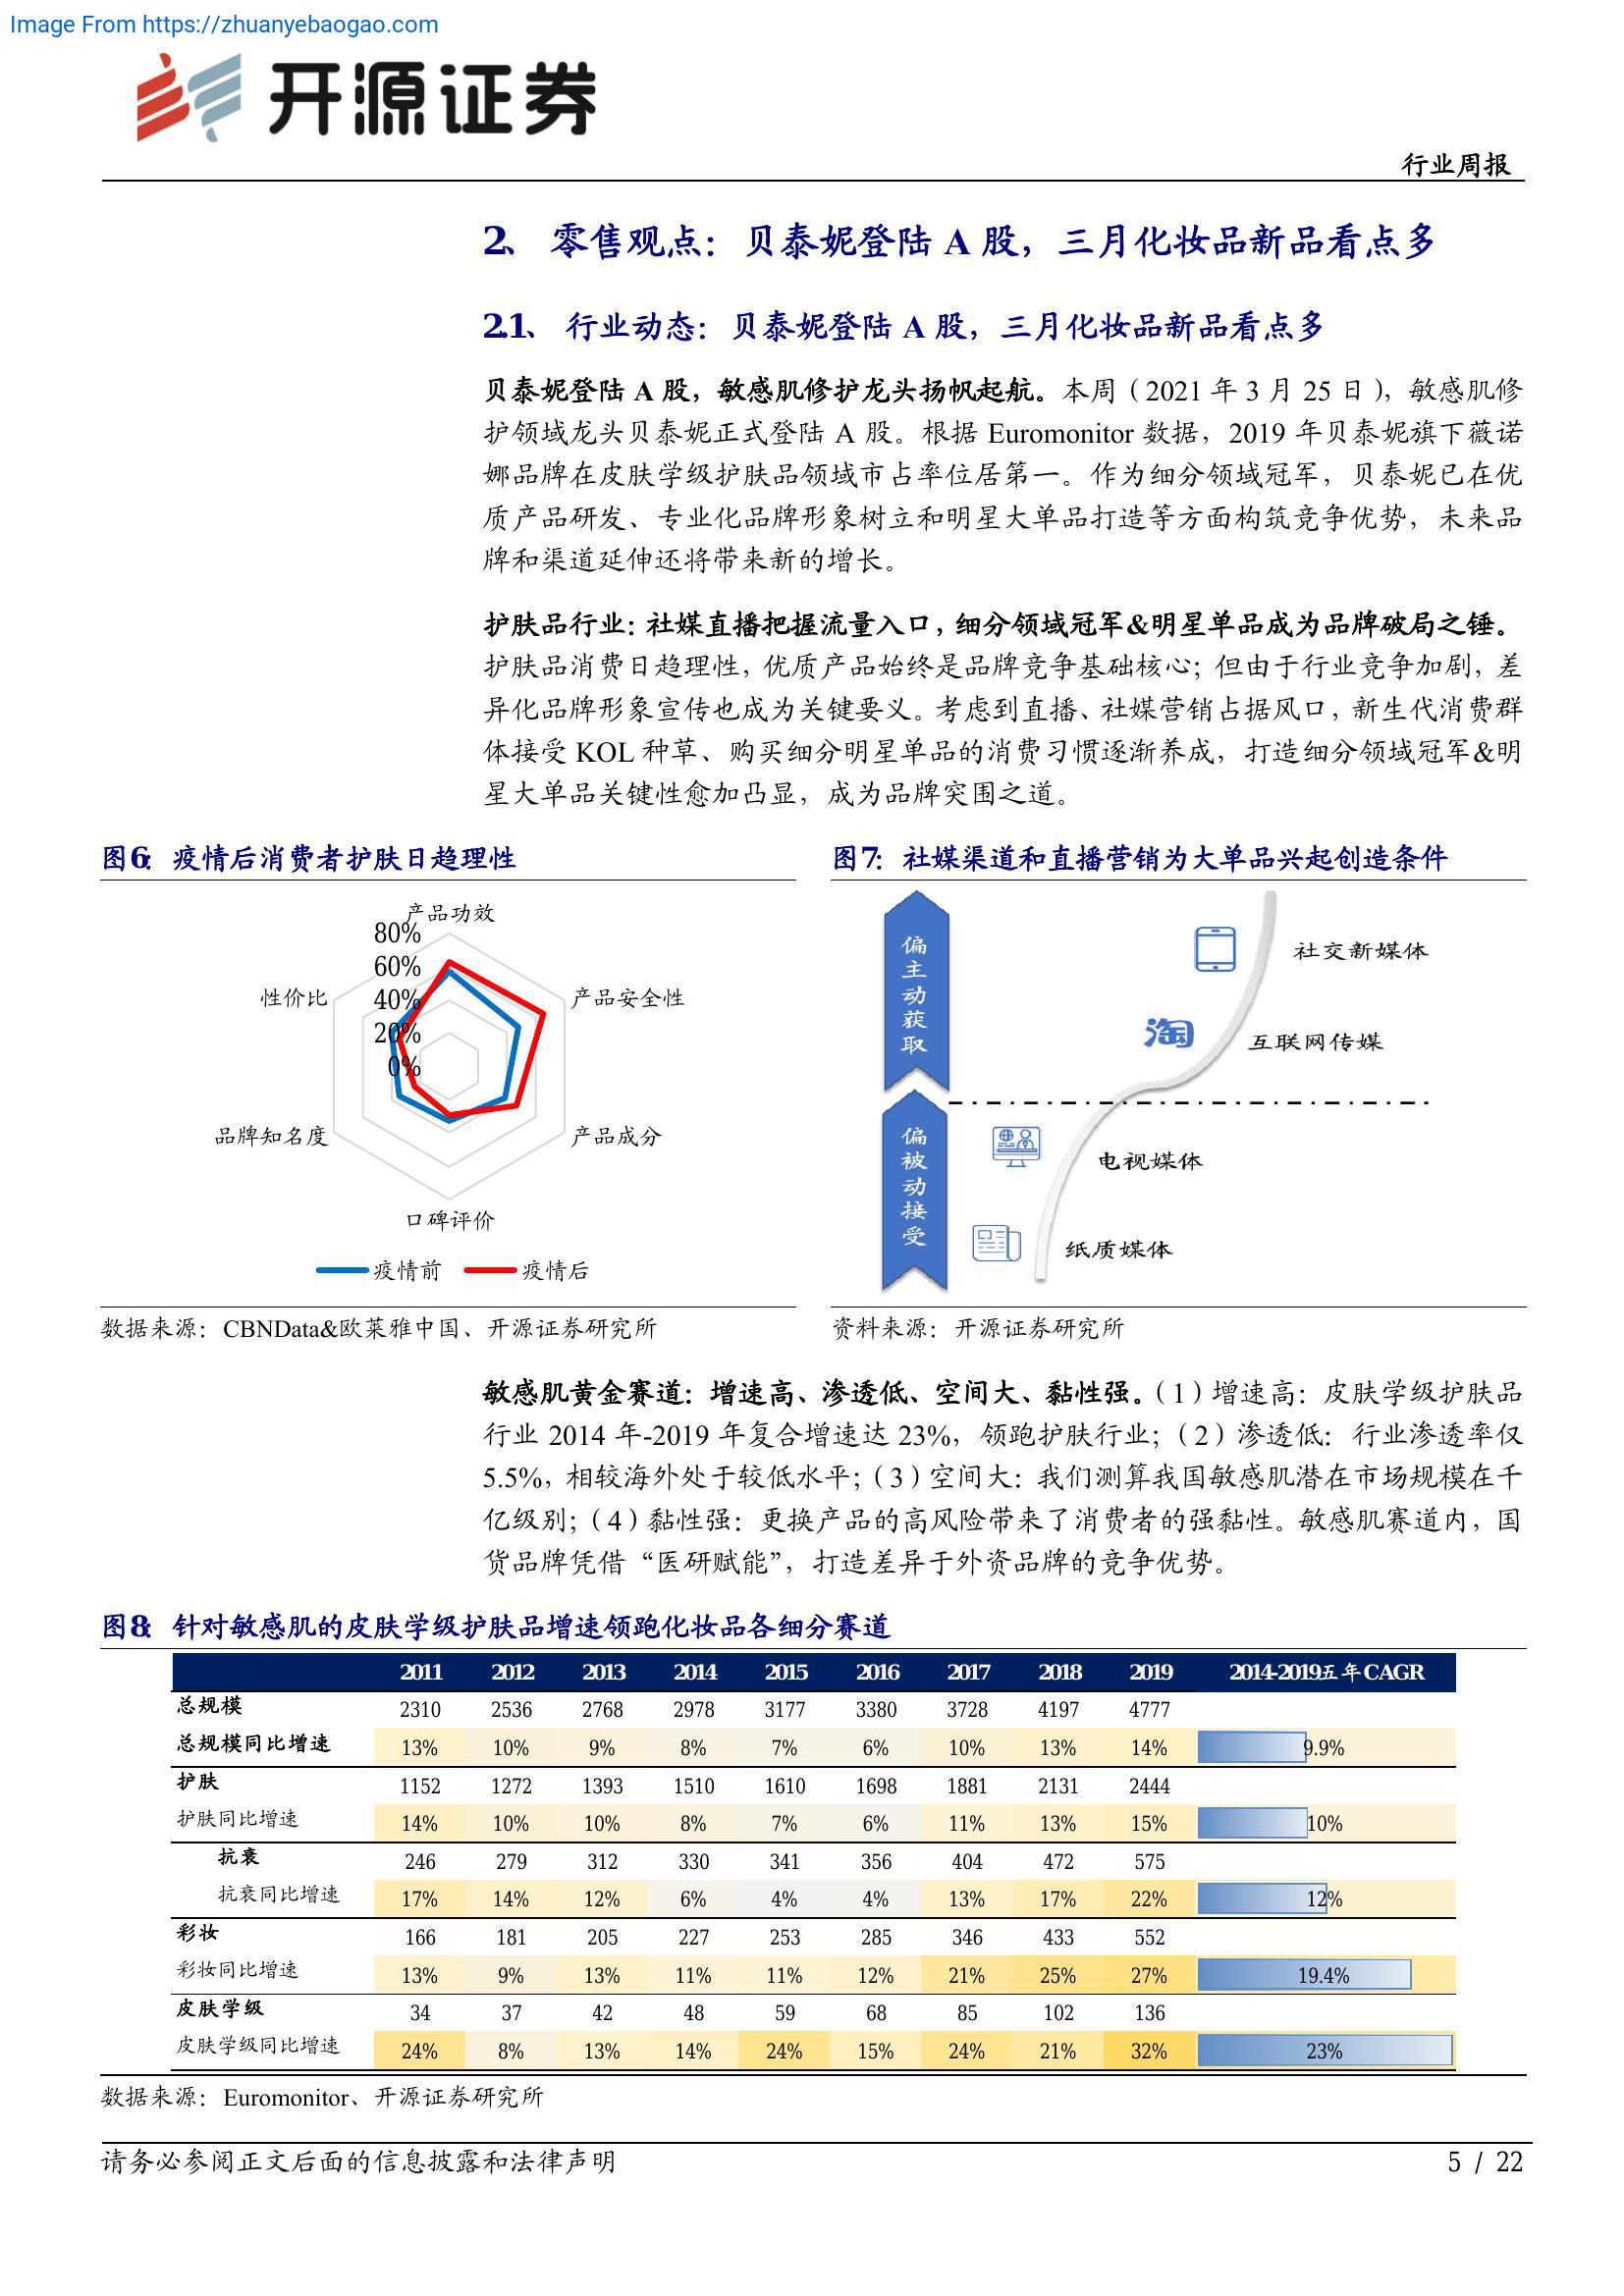 Image From https://zhuanyebaogao.com
开源证券
行业周报
2、 零售观点：贝泰妮登陆 A 股，三月化妆品新品看点多
2.1、 行业动态：贝泰妮登陆 A 股，三月化妆品新品看点多
贝泰妮登陆 A 股，敏感肌修护龙头扬帆起航。本周（2021 年 3 月 25 日），敏感肌修
护领域龙头贝泰妮正式登陆 A 股。根据 Euromonitor 数据，2019 年贝泰妮旗下薇诺
娜品牌在皮肤学级护肤品领域市占率位居第一。作为细分领域冠军，贝泰妮已在优
质产品研发、专业化品牌形象树立和明星大单品打造等方面构筑竞争优势，未来品
牌和渠道延伸还将带来新的增长。
护肤品行业：社媒直播把握流量入口，细分领域冠军&明星单品成为品牌破局之锤。
护肤品消费日趋理性，优质产品始终是品牌竞争基础核心；但由于行业竞争加剧，差
异化品牌形象宣传也成为关键要义。考虑到直播、社媒营销占据风口，新生代消费群
体接受 KOL 种草、购买细分明星单品的消费习惯逐渐养成，打造细分领域冠军&明
星大单品关键性愈加凸显，成为品牌突围之道。
图6： 疫情后消费者护肤日趋理性
产品功效
80%
60%
40%
20%
0%
性价比
产品安全性
品牌知名度
产品成分
口碑评价
疫情前 疫情后
数据来源：CBNData&欧莱雅中国、开源证券研究所
图7： 社媒渠道和直播营销为大单品兴起创造条件
偏主动获取
社交新媒体
淘
互联网传媒
偏被动接受
电视媒体
纸质媒体
资料来源：开源证券研究所
敏感肌黄金赛道：增速高、渗透低、空间大、黏性强。（1）增速高：皮肤学级护肤品
行业 2014 年-2019 年复合增速达 23%，领跑护肤行业；（2）渗透低：行业渗透率仅
5.5%，相较海外处于较低水平；（3）空间大：我们测算我国敏感肌潜在市场规模在千
亿级别；（4）黏性强：更换产品的高风险带来了消费者的强黏性。敏感肌赛道内，国
货品牌凭借“医研赋能”，打造差异于外资品牌的竞争优势。
图8： 针对敏感肌的皮肤学级护肤品增速领跑化妆品各细分赛道
2011 2012 2013 2014 2015 2016 2017 2018 2019 2014-2019五年CAGR
总规模 2310 2536 2768 2978 3177 3380 3728 4197 4777
总规模同比增速 13% 10% 9% 8% 7% 6% 10% 13% 14% 9.9%
护肤 1152 1272 1393 1510 1610 1698 1881 2131 2444
护肤同比增速 14% 10% 10% 8% 7% 6% 11% 13% 15% 10%
抗衰 246 279 312 330 341 356 404 472 575
抗衰同比增速 17% 14% 12% 6% 4% 4% 13% 17% 22% 12%
彩妆 166 181 205 227 253 285 346 433 552
彩妆同比增速 13% 9% 13% 11% 11% 12% 21% 25% 27% 19.4%
皮肤学级 34 37 42 48 59 68 85 102 136
皮肤学级同比增速 24% 8% 13% 14% 24% 15% 24% 21% 32% 23%
数据来源：Euromonitor、开源证券研究所
请务必参阅正文后面的信息披露和法律声明
5 / 22